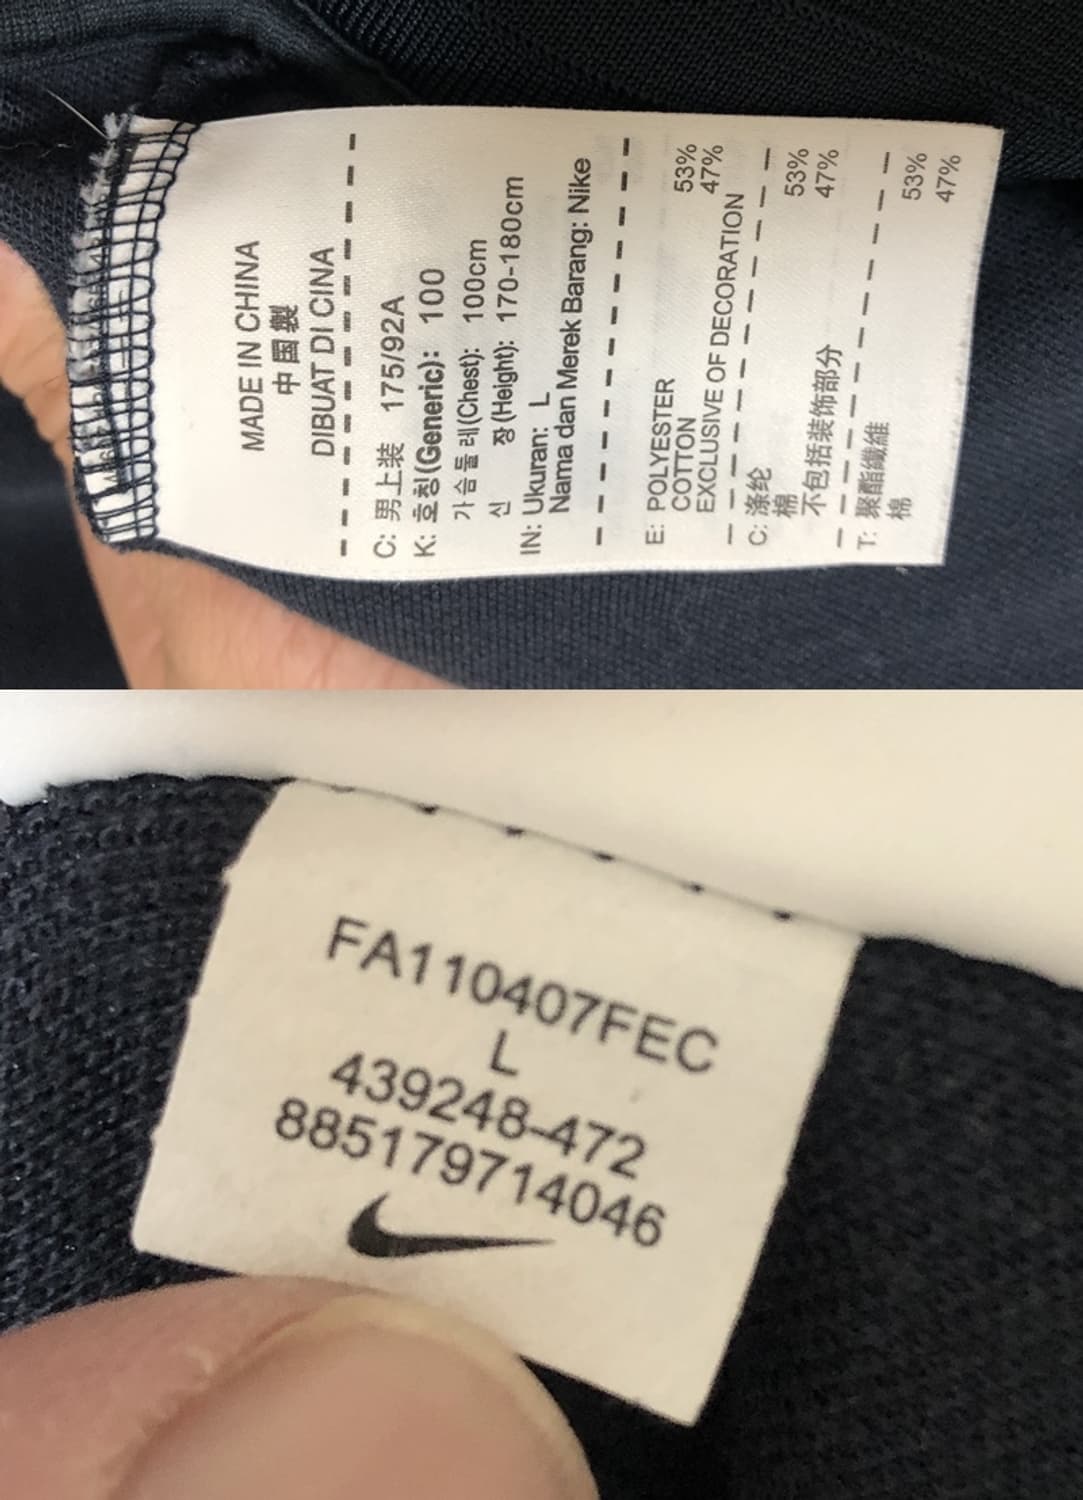 MADE IN CHINA
中国製
DIBUAT DI CINA
C: 男上装 175/92A
K: 호칭(Generic): 100
가슴둘레(Chest): 100cm
신 장(Height): 170-180cm
IN: Ukuran: L
Nama dan Merek Barang: Nike
E: POLYESTER 53%
COTTON 47%
EXCLUSIVE OF DECORATION
C: 涤纶 53%
棉 47%
不包括装饰部分
T: 聚酯纖維 53%
棉 47%
FA110407FEC
L
439248-472
885179714046